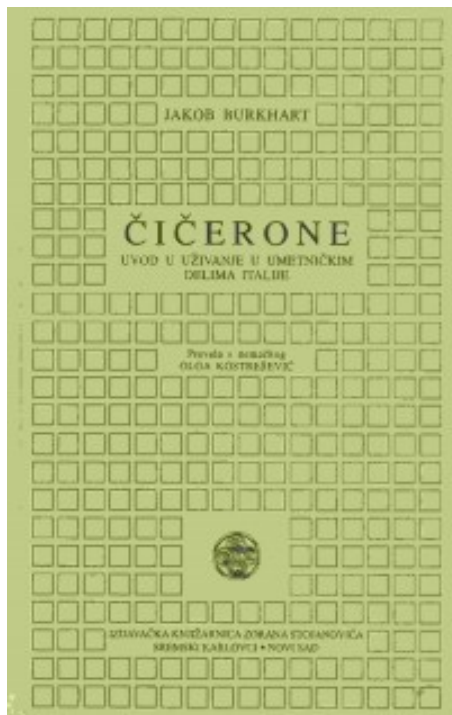 JAKOB BURKHART
ČIČERONE
UVOD U UŽIVANJE U UMETNIČKIM
DELIMA ITALIJE
Prevela s nemačkog
OLGA KOSTREŠEVIĆ
IZDAVAČKA KNJIŽARNICA ZORANA STOJANOVIĆA
SREMSKI KARLOVCI • NOVI SAD